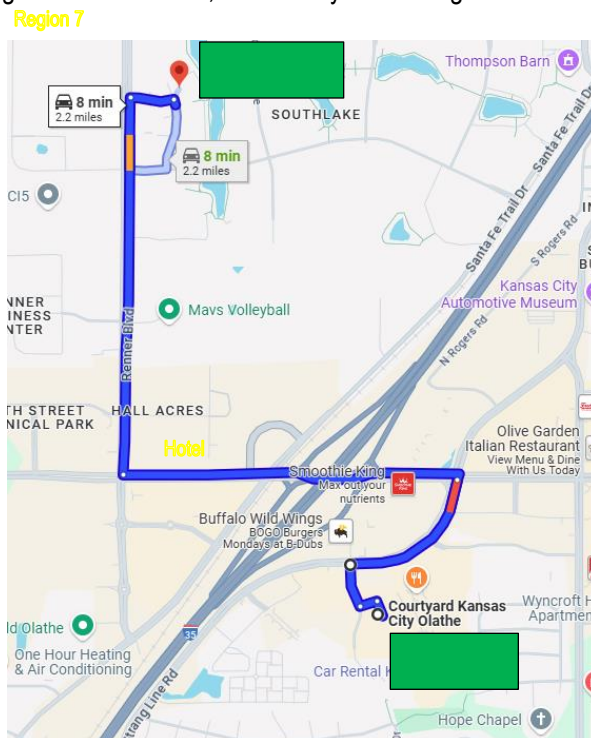 Region 7
Thompson Barn
8 min
2.2 miles
SOUTHLAKE
8 min
2.2 miles
Santa Fe Trail Dr
Santa Fe Trail Dr
S Rogers Rd
CI5
Kansas City
Automotive Museum
NNER
INESS
NTER
Mavs Volleyball
N Rogers Rd
Renner Blvd
TH STREET
NICAL PARK
HALL ACRES
Olive Garden
Italian Restaurant
View Menu & Dine
With Us Today
Hotel
Smoothie King
Max out your
nutrients
Buffalo Wild Wings
BOGO Burgers
Mondays at B-Dubs
Courtyard Kansas
City Olathe
Wyncroft H
Apartmen
ld Olathe
35
One Hour Heating
& Air Conditioning
Car Rental K
ttang Line Rd
Hope Chapel